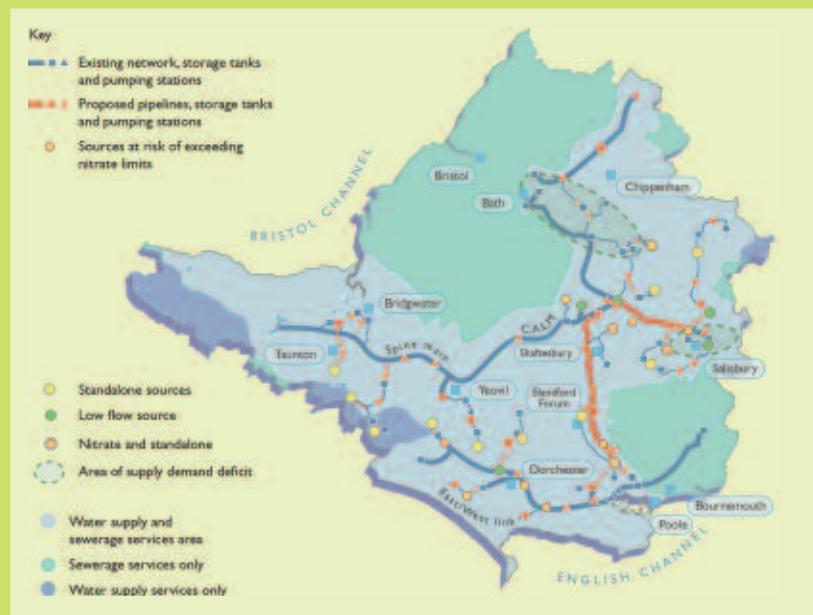 Key
Existing network, storage tanks
and pumping stations
Proposed pipelines, storage tanks
and pumping stations
Sources at risk of exceeding
nitrate limits
BRISTOL CHANNEL
Bristol
Bath
Chippenham
Bridgwater
Taunton
Spine main
CALM
Shaftesbury
Salisbury
Yeovil
Blandford
Forum
Dorchester
East/West link
Bournemouth
Poole
ENGLISH CHANNEL
Standalone sources
Low flow source
Nitrate and standalone
Area of supply demand deficit
Water supply and
sewerage services area
Sewerage services only
Water supply services only